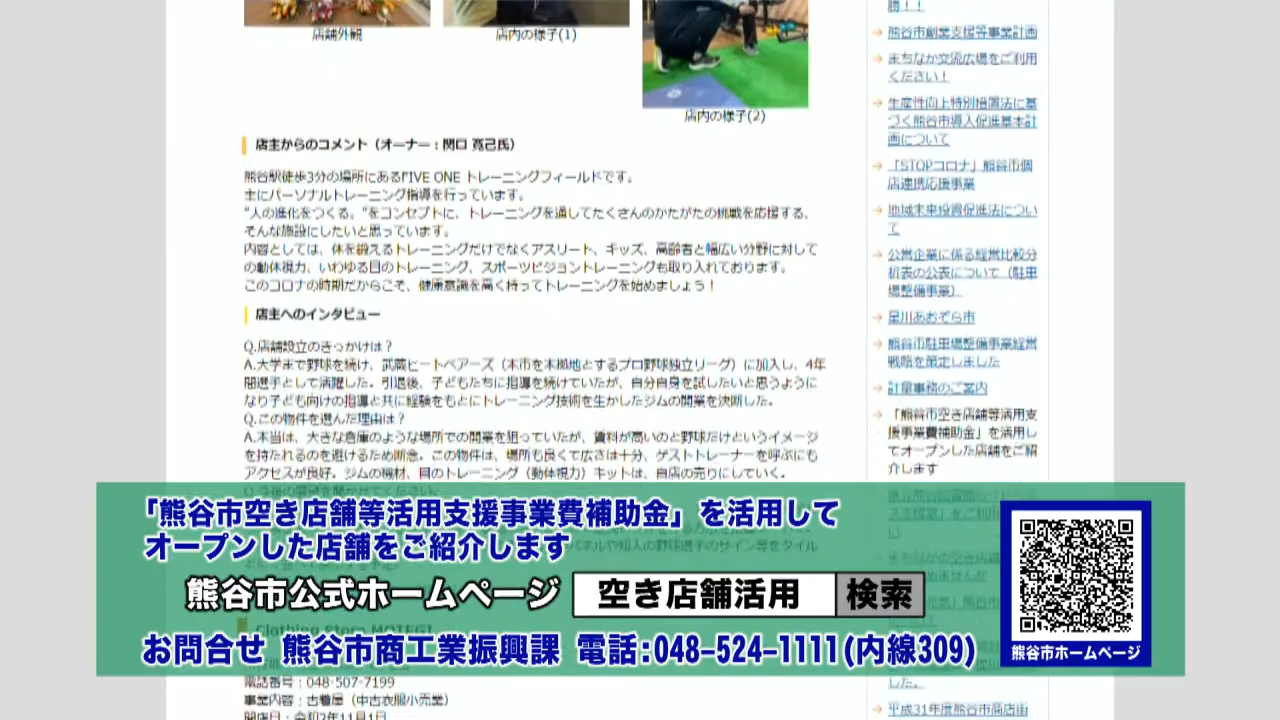 店舗外観
店内の様子(1)
店内の様子(2)
店主からのコメント（オーナー：関口 寛己氏）
熊谷駅徒歩3分の場所にあるFIVE ONE トレーニングフィールドです。
主にパーソナルトレーニング指導を行っています。
"人の進化をつくる。"をコンセプトに、トレーニングを通してたくさんのかたがたの挑戦を応援する、
そんな施設にしたいと思っています。
内容としては、体を鍛えるトレーニングだけでなくアスリート、キッズ、高齢者と幅広い分野に対して
の動体視力、いわゆる目のトレーニング、スポーツビジョントレーニングも取り入れております。
このコロナの時期だからこそ、健康意識を高く持ってトレーニングを始めましょう！
店主へのインタビュー
Q.店舗設立のきっかけは？
A.大学まで野球を続け、武蔵ヒートベアーズ（本市を本拠地とするプロ野球独立リーグ）に加入し、4年
間選手として活躍した。引退後、子どもたちに指導を続けていたが、自分自身を試したいと思うように
なり子ども向けの指導と共に経験をもとにトレーニング技術を生かしたジムの開業を決断した。
Q.この物件を選んだ理由は？
A.本当は、大きな倉庫のような場所での開業を狙っていたが、賃料が高いのと野球だけというイメージ
を持たれるのを避けるため断念。この物件は、場所も良くて広さは十分、ゲストトレーナーを呼ぶにも
アクセスが良好。ジムの機材、目のトレーニング（動体視力）キットは、自店の売りにしていく。
勝！！
熊谷市創業支援等事業計画
まちなか交流広場をご利用
ください！
生産性向上特別措置法に基
づく熊谷市導入促進基本計
画について
「STOPコロナ」熊谷市個
店連携応援事業
地域未来投資促進法につい
て
公営企業に係る経営比較分
析表の公表について（駐車
場整備事業）
星川あおぞら市
熊谷市駐車場整備事業経営
戦略を策定しました
計量事務のご案内
「熊谷市空き店舗等活用支
援事業費補助金」を活用し
てオープンした店舗をご紹
介します
「熊谷市空き店舗等活用支援事業費補助金」を活用して
オープンした店舗をご紹介します
熊谷市公式ホームページ 空き店舗活用 検索
お問合せ 熊谷市商工業振興課 電話:048-524-1111(内線309)
熊谷市ホームページ
Clothing Store MOTEGI
電話番号：048-507-7199
事業内容：古着屋（中古衣服小売業）
開店日：令和2年11月1日
した。
平成31年度熊谷市商店街